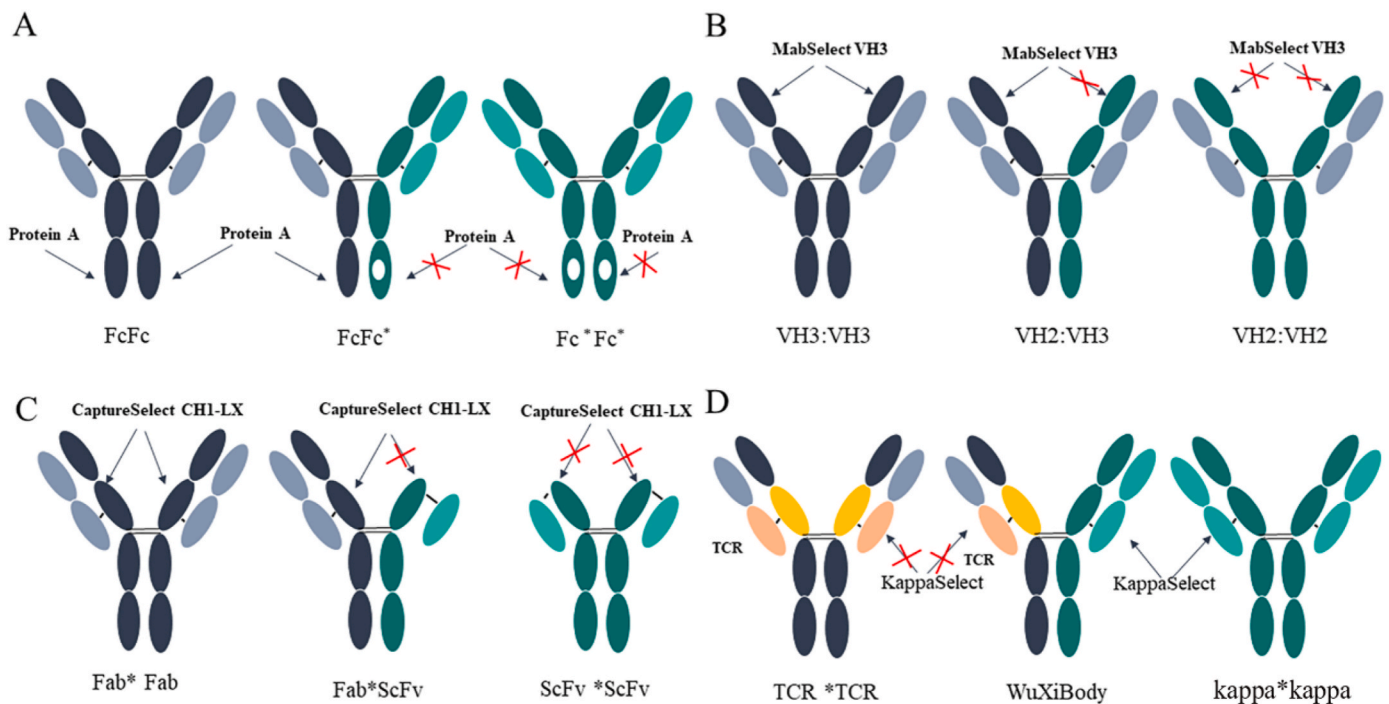 A
Protein A
Protein A
Protein A
Protein A
FcFc
FcFc*
Fc * Fc*
B
MabSelect VH3
MabSelect VH3
MabSelect VH3
VH3:VH3
VH2:VH3
VH2:VH2
C
CaptureSelect CH1-LX
CaptureSelect CH1-LX
CaptureSelect CH1-LX
Fab* Fab
Fab*ScFv
ScFv *ScFv
D
TCR
TCR
KappaSelect
KappaSelect
TCR *TCR
WuXiBody
kappa*kappa